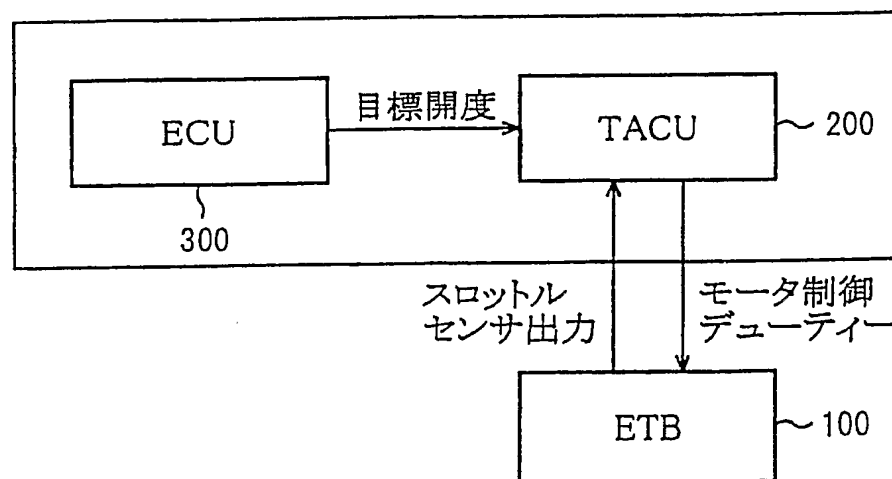 ECU
目標開度
TACU
200
300
スロットル
センサ出力
モータ制御
デューティー
ETB
100